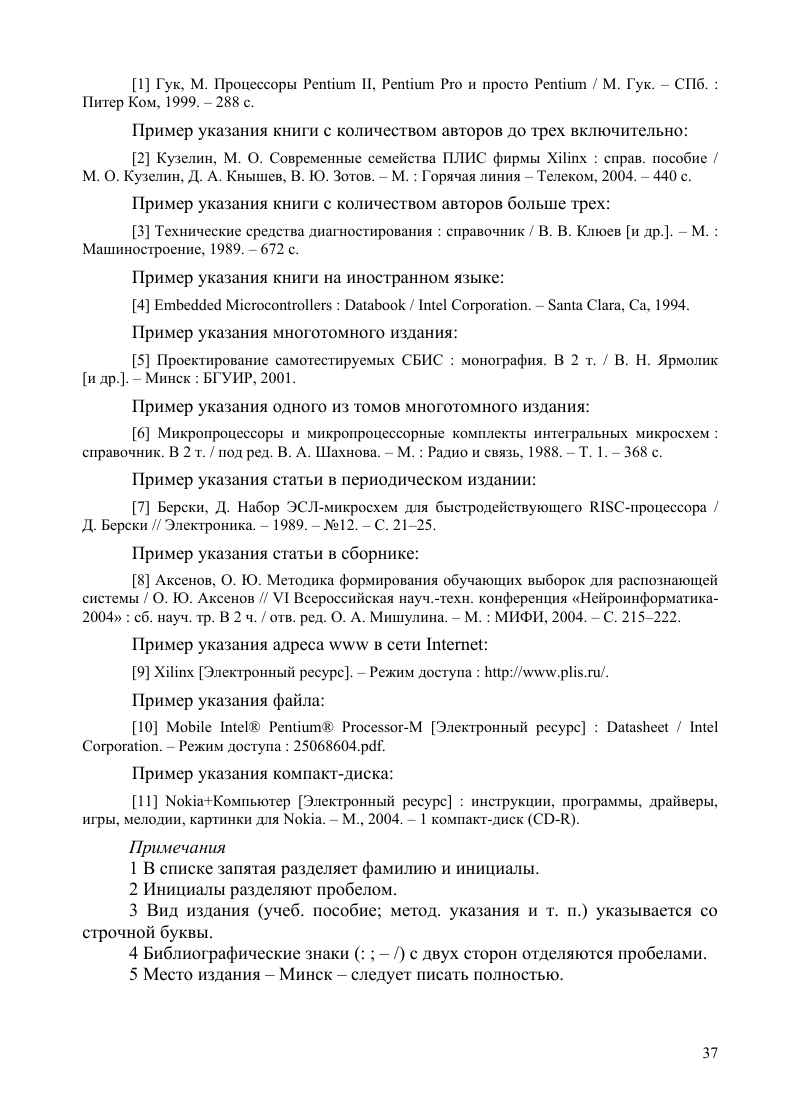 [1] Гук, М. Процессоры Pentium II, Pentium Pro и просто Pentium / М. Гук. – СПб. :
Питер Ком, 1999. – 288 с.
Пример указания книги с количеством авторов до трех включительно:
[2] Кузелин, М. О. Современные семейства ПЛИС фирмы Xilinx : справ. пособие /
М. О. Кузелин, Д. А. Кнышев, В. Ю. Зотов. – М. : Горячая линия – Телеком, 2004. – 440 с.
Пример указания книги с количеством авторов больше трех:
[3] Технические средства диагностирования : справочник / В. В. Клюев [и др.]. – М. :
Машиностроение, 1989. – 672 с.
Пример указания книги на иностранном языке:
[4] Embedded Microcontrollers : Databook / Intel Corporation. – Santa Clara, Ca, 1994.
Пример указания многотомного издания:
[5] Проектирование самотестируемых СБИС : монография. В 2 т. / В. Н. Ярмолик
[и др.]. – Минск : БГУИР, 2001.
Пример указания одного из томов многотомного издания:
[6] Микропроцессоры и микропроцессорные комплекты интегральных микросхем :
справочник. В 2 т. / под ред. В. А. Шахнова. – М. : Радио и связь, 1988. – Т. 1. – 368 с.
Пример указания статьи в периодическом издании:
[7] Берски, Д. Набор ЭСЛ-микросхем для быстродействующего RISC-процессора /
Д. Берски // Электроника. – 1989. – №12. – С. 21–25.
Пример указания статьи в сборнике:
[8] Аксенов, О. Ю. Методика формирования обучающих выборок для распознающей
системы / О. Ю. Аксенов // VI Всероссийская науч.-техн. конференция «Нейроинформатика-
2004» : сб. науч. тр. В 2 ч. / отв. ред. О. А. Мишулина. – М. : МИФИ, 2004. – С. 215–222.
Пример указания адреса www в сети Internet:
[9] Xilinx [Электронный ресурс]. – Режим доступа : http://www.plis.ru/.
Пример указания файла:
[10] Mobile Intel® Pentium® Processor-M [Электронный ресурс] : Datasheet / Intel
Corporation. – Режим доступа : 25068604.pdf.
Пример указания компакт-диска:
[11] Nokia+Компьютер [Электронный ресурс] : инструкции, программы, драйверы,
игры, мелодии, картинки для Nokia. – М., 2004. – 1 компакт-диск (CD-R).
Примечания
1 В списке запятая разделяет фамилию и инициалы.
2 Инициалы разделяют пробелом.
3 Вид издания (учеб. пособие; метод. указания и т. п.) указывается со
строчной буквы.
4 Библиографические знаки (: ; – /) с двух сторон отделяются пробелами.
5 Место издания – Минск – следует писать полностью.
37